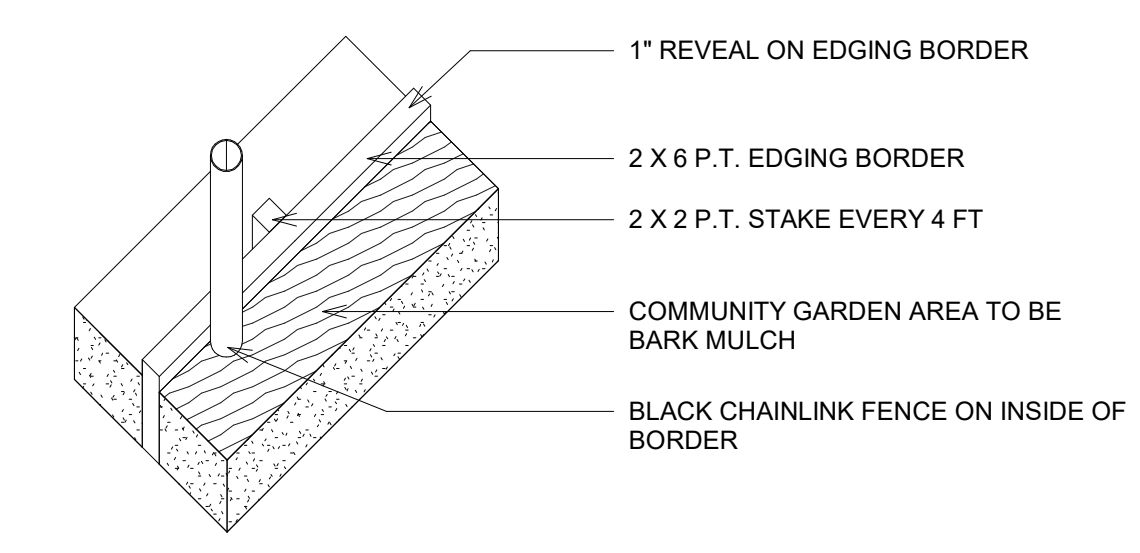 1" REVEAL ON EDGING BORDER
2 X 6 P.T. EDGING BORDER
2 X 2 P.T. STAKE EVERY 4 FT
COMMUNITY GARDEN AREA TO BE
BARK MULCH
BLACK CHAINLINK FENCE ON INSIDE OF
BORDER